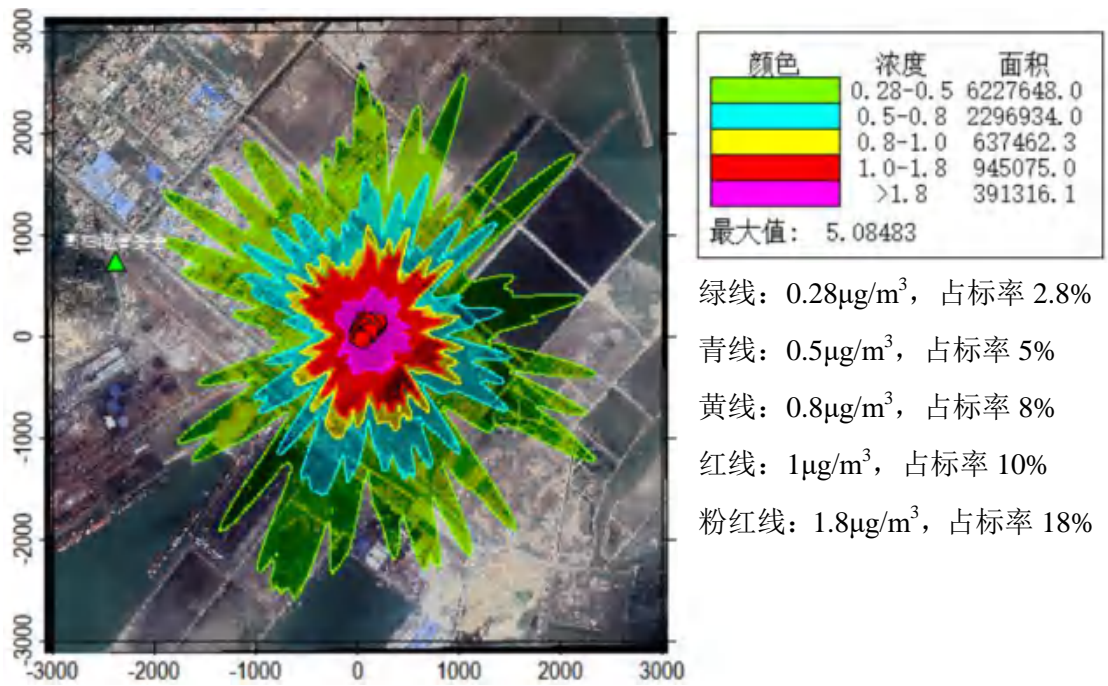 颜色 浓度 面积
0.28-0.5 6227648.0
0.5-0.8 2296934.0
0.8-1.0 637462.3
1.0-1.8 945075.0
>1.8 391316.1
最大值: 5.08483
绿线：0.28μg/m³，占标率 2.8%
青线：0.5μg/m³，占标率 5%
黄线：0.8μg/m³，占标率 8%
红线：1μg/m³，占标率 10%
粉红线：1.8μg/m³，占标率 18%
3000
2000
1000
0
-1000
-2000
-3000
-3000 -2000 -1000 0 1000 2000 3000